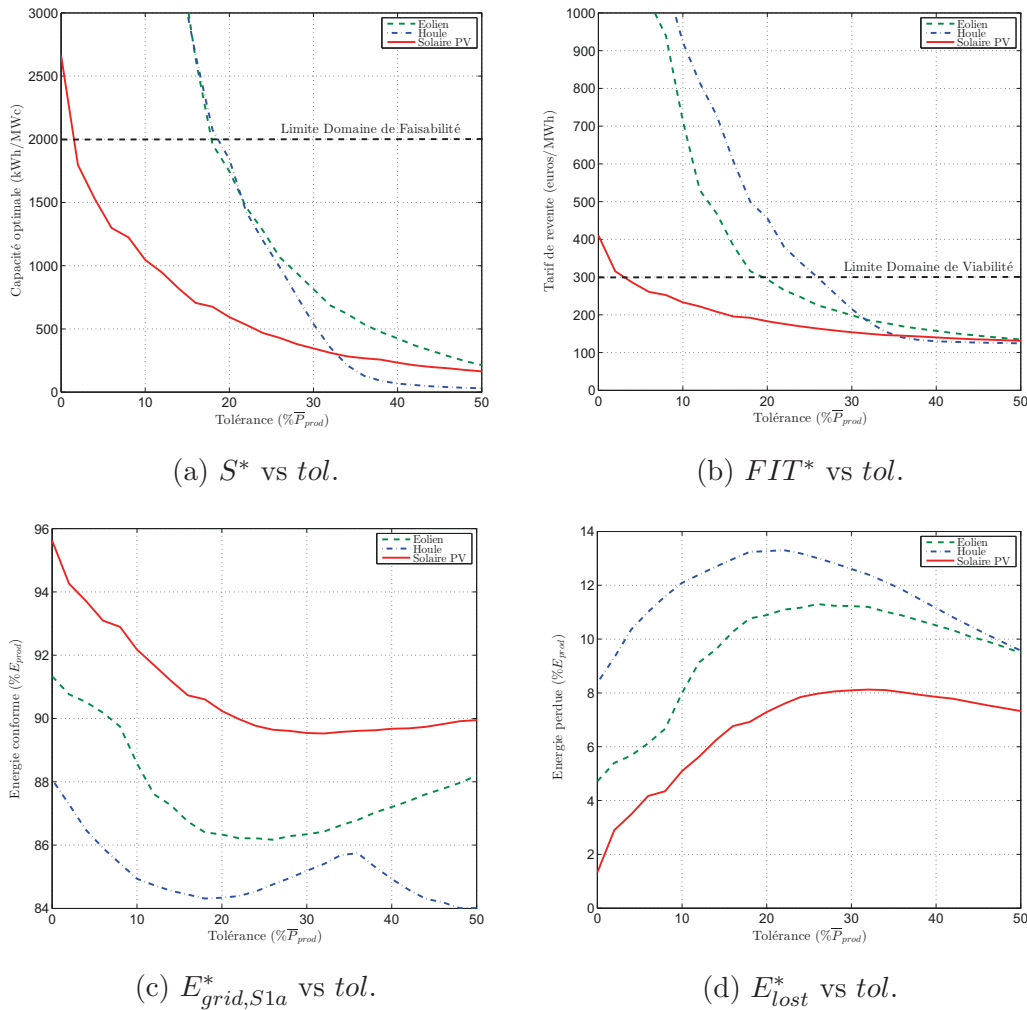 3000
2500
2000
1500
1000
500
0
0 10 20 30 40 50
Capacité optimale (kWh/MWc)
Tolérance (%P̅prod)
Eolien
Houle
Solaire PV
Limite Domaine de Faisabilité
(a) S* vs tol.
1000
900
800
700
600
500
400
300
200
100
0
0 10 20 30 40 50
Tarif de revente (euros/MWh)
Tolérance (%P̅prod)
Eolien
Houle
Solaire PV
Limite Domaine de Viabilité
(b) FIT* vs tol.
96
94
92
90
88
86
84
0 10 20 30 40 50
Energie conforme (%Eprod)
Tolérance (%P̅prod)
Eolien
Houle
Solaire PV
(c) E*grid,S1a vs tol.
14
12
10
8
6
4
2
0
0 10 20 30 40 50
Energie perdue (%Eprod)
Tolérance (%P̅prod)
Eolien
Houle
Solaire PV
(d) E*lost vs tol.